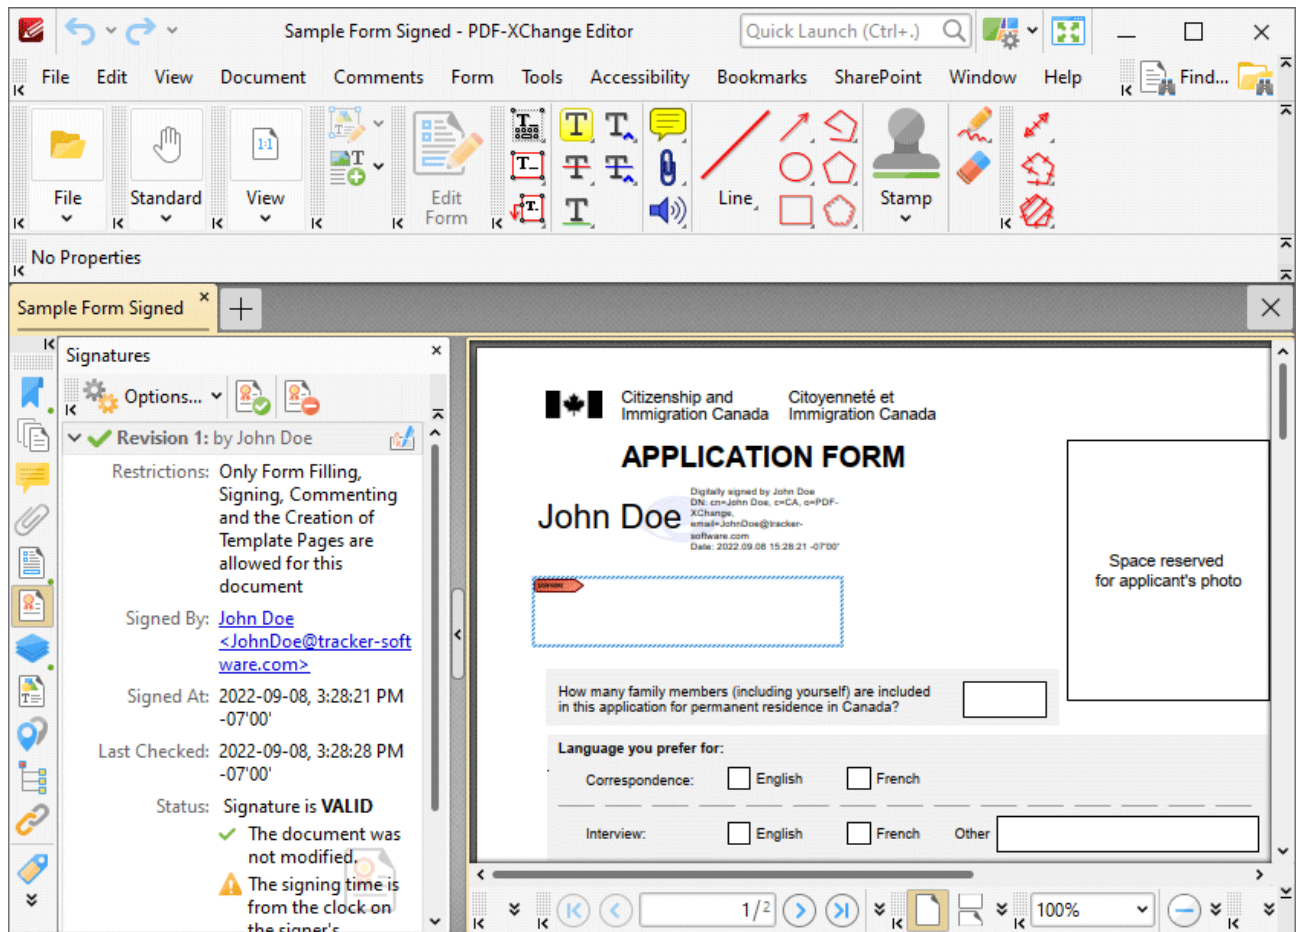 Sample Form Signed - PDF-XChange Editor
Quick Launch (Ctrl+.)
File Edit View Document Comments Form Tools Accessibility Bookmarks SharePoint Window Help
Find...
File
Standard
View
Edit
Form
Line
Stamp
No Properties
Sample Form Signed
Signatures
Options...
Revision 1: by John Doe
Restrictions: Only Form Filling,
Signing, Commenting
and the Creation of
Template Pages are
allowed for this
document
Signed By: John Doe
<JohnDoe@tracker-soft
ware.com>
Signed At: 2022-09-08, 3:28:21 PM
-07'00'
Last Checked: 2022-09-08, 3:28:28 PM
-07'00'
Status: Signature is VALID
The document was
not modified.
The signing time is
from the clock on
the signer's
Citizenship and
Immigration Canada
Citoyenneté et
Immigration Canada
APPLICATION FORM
John Doe
Digitally signed by John Doe
DN: cn=John Doe, c=CA, o=PDF-
XChange,
email=JohnDoe@tracker-
software.com
Date: 2022.09.08 15:28:21 -07'00'
Space reserved
for applicant's photo
How many family members (including yourself) are included
in this application for permanent residence in Canada?
Language you prefer for:
Correspondence: English French
Interview: English French Other
1/2
100%